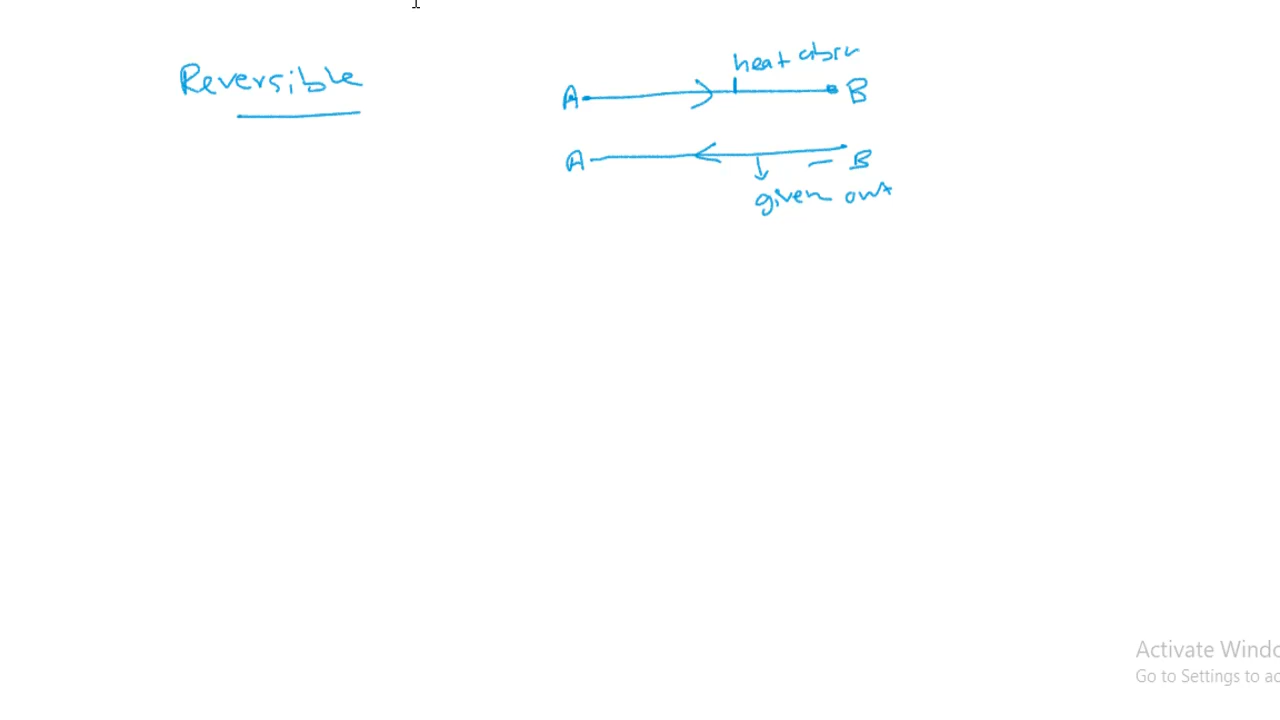 Reversible
heat
A B
A B
given out
Activate Windo
Go to Settings to ac